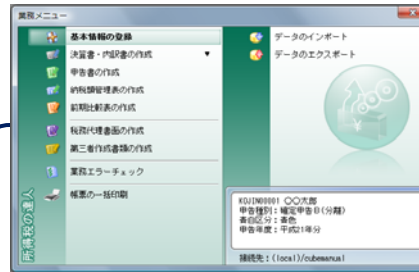 業務メニュー
基本情報の登録
決算書・内訳書の作成 ▼
申告書の作成
納税額管理表の作成
前期比較表の作成
税務代理書面の作成
第三者作成書類の作成
業務エラーチェック
帳票の一括印刷
データのインポート
データのエクスポート
所得税の達人
KOJIN00001 〇〇太郎
申告種別：確定申告B(分離)
青白区分：青色
申告年度：平成21年分
接続先：(local)/cubemanual